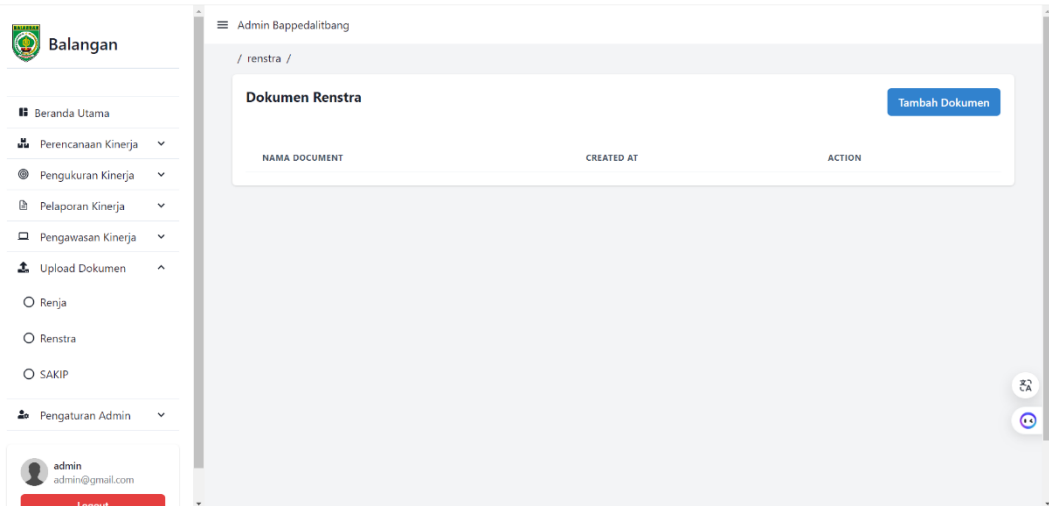 BALANGAN
Balangan
Beranda Utama
Perencanaan Kinerja
Pengukuran Kinerja
Pelaporan Kinerja
Pengawasan Kinerja
Upload Dokumen
Renja
Renstra
SAKIP
Pengaturan Admin
admin
admin@gmail.com
Logout
Admin Bappedalitbang
/ renstra /
Dokumen Renstra
Tambah Dokumen
NAMA DOCUMENT CREATED AT ACTION